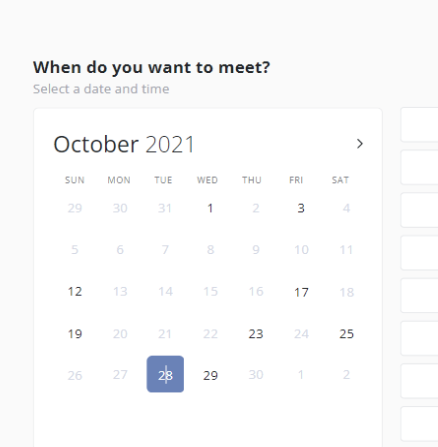 When do you want to meet?
Select a date and time
October 2021
SUN MON TUE WED THU FRI SAT
29 30 31 1 2 3 4
5 6 7 8 9 10 11
12 13 14 15 16 17 18
19 20 21 22 23 24 25
26 27 28 29 30 1 2